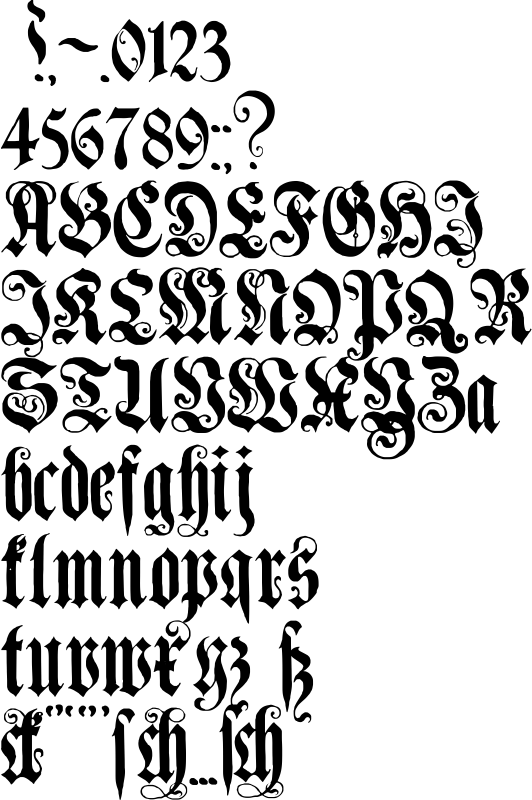 !,-.0123
456789:;?
ABCDEFGHI
JKLMNOPQR
STUVWXYZa
bcdefghij
klmnopqrs
tuvwxyz ß
ck“”‘’ſch…ſch